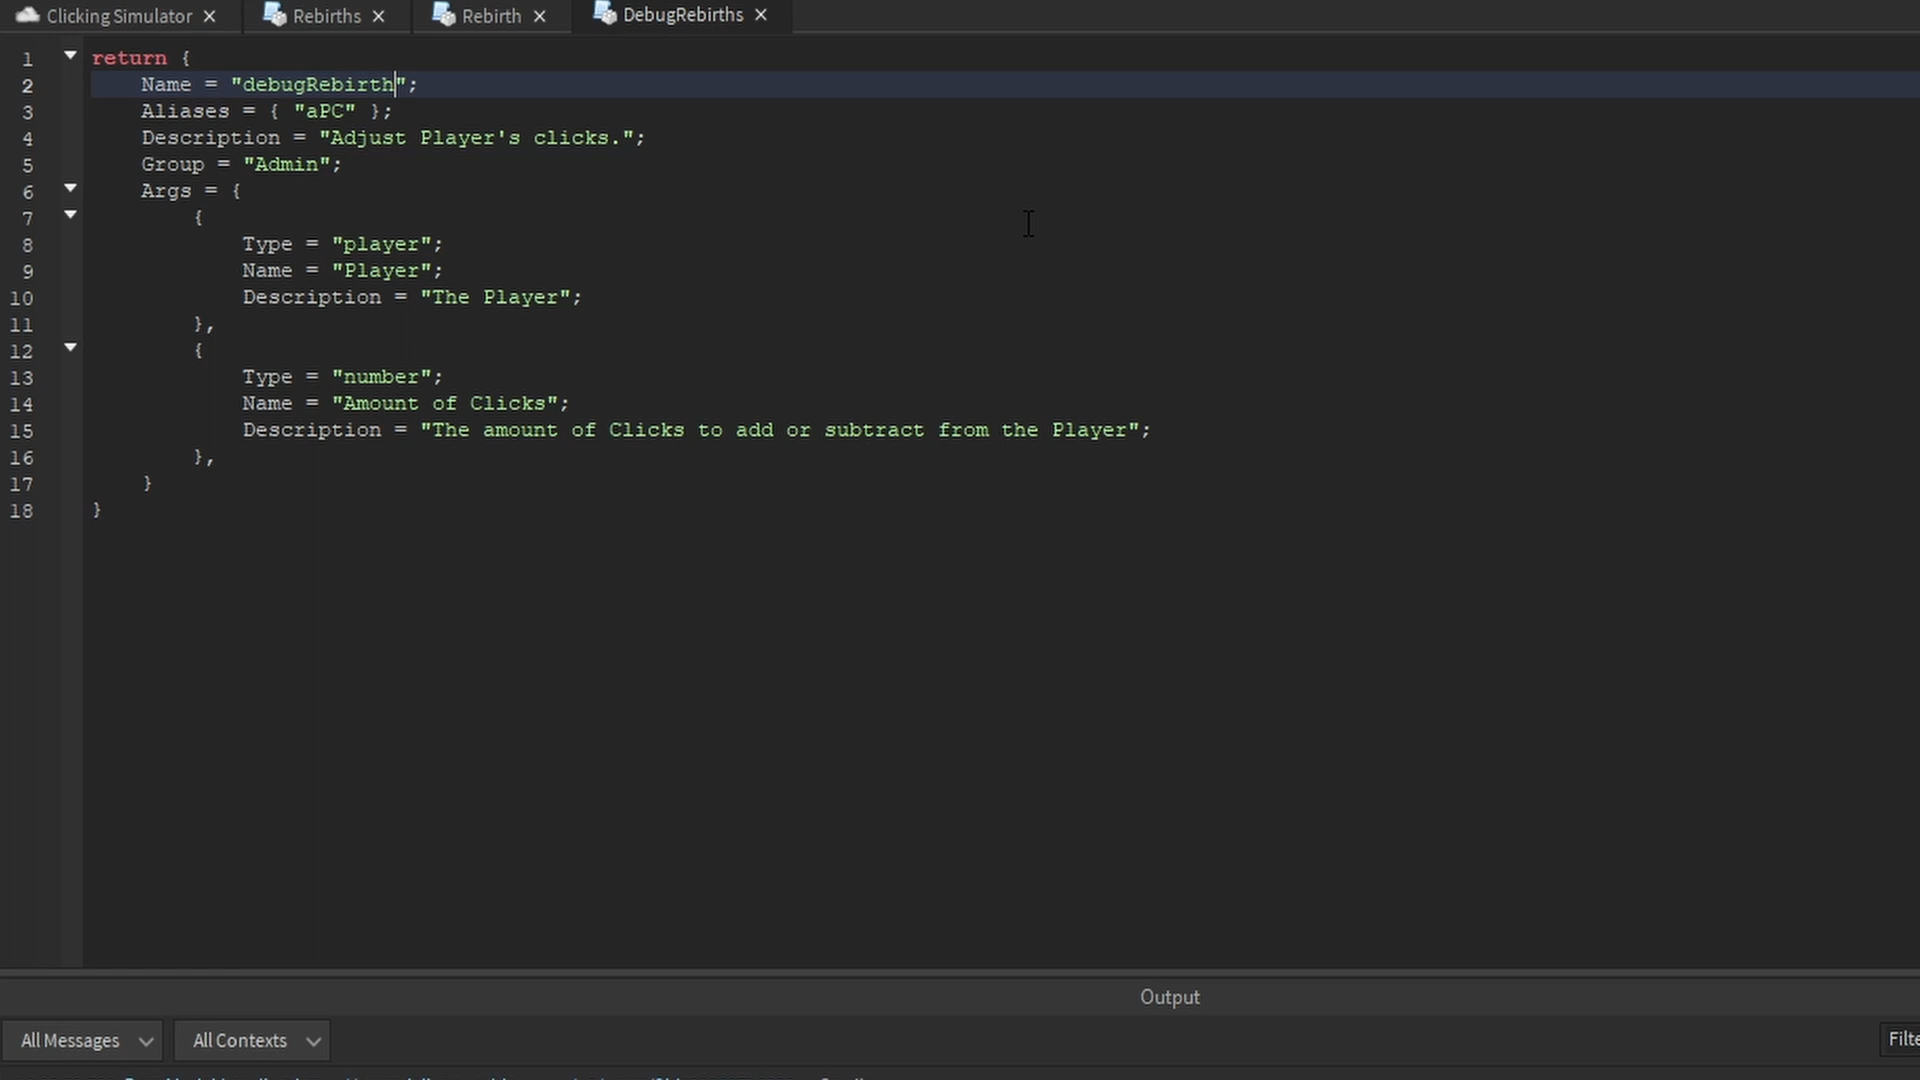 Clicking Simulator Rebirths Rebirth DebugRebirths
1 return {
2 Name = "debugRebirth";
3 Aliases = { "aPC" };
4 Description = "Adjust Player's clicks.";
5 Group = "Admin";
6 Args = {
7 {
8 Type = "player";
9 Name = "Player";
10 Description = "The Player";
11 },
12 {
13 Type = "number";
14 Name = "Amount of Clicks";
15 Description = "The amount of Clicks to add or subtract from the Player";
16 },
17 }
18 }
Output
All Messages All Contexts Filte